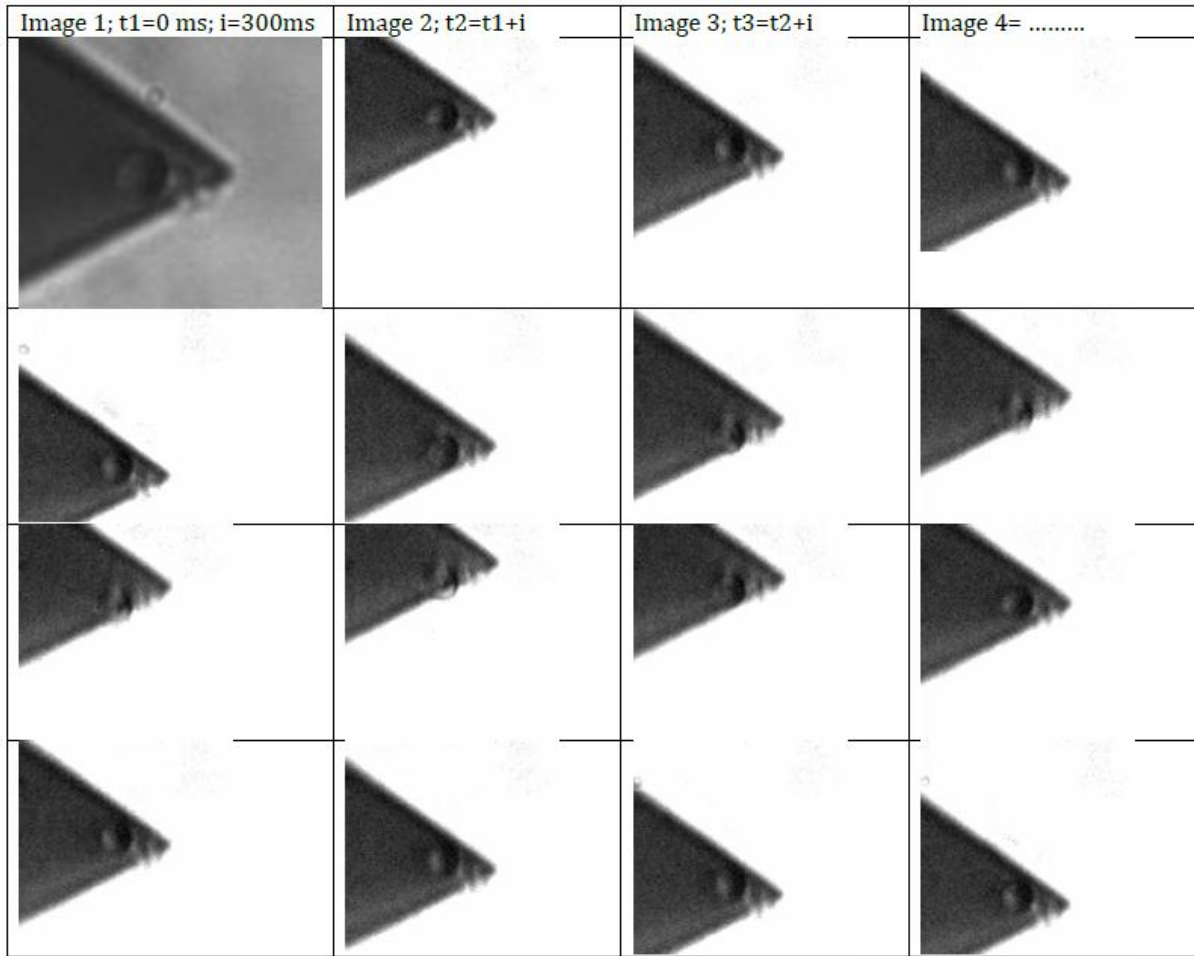 Image 1; t1=0 ms; i=300ms
Image 2; t2=t1+i
Image 3; t3=t2+i
Image 4= .........